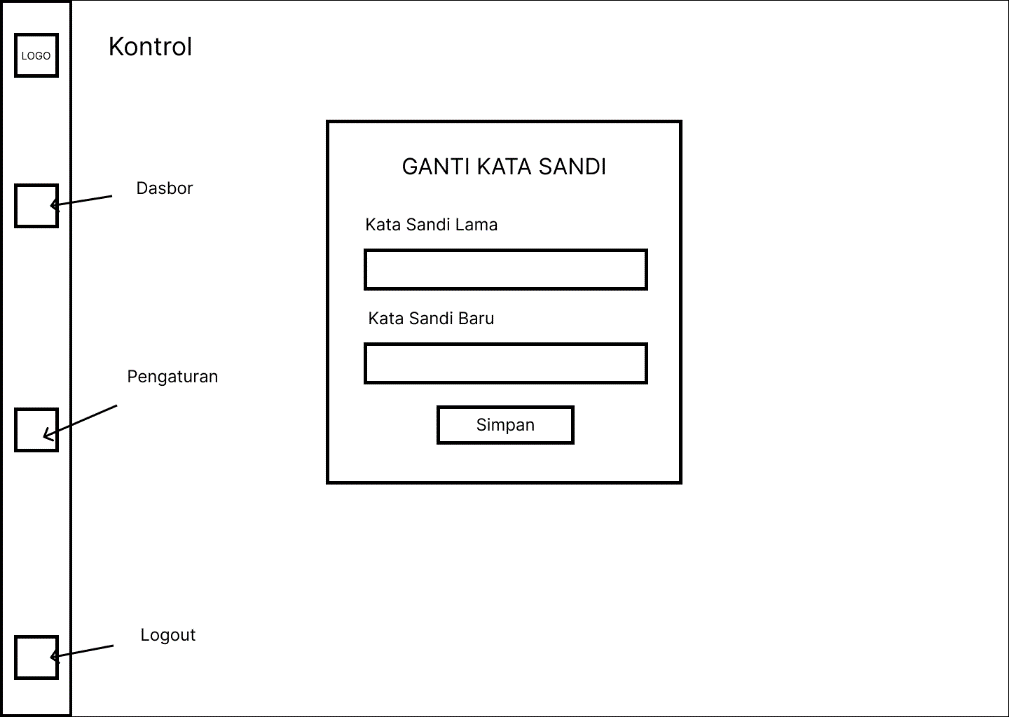 LOGO
Kontrol
GANTI KATA SANDI
Dasbor
Kata Sandi Lama
Kata Sandi Baru
Pengaturan
Simpan
Logout